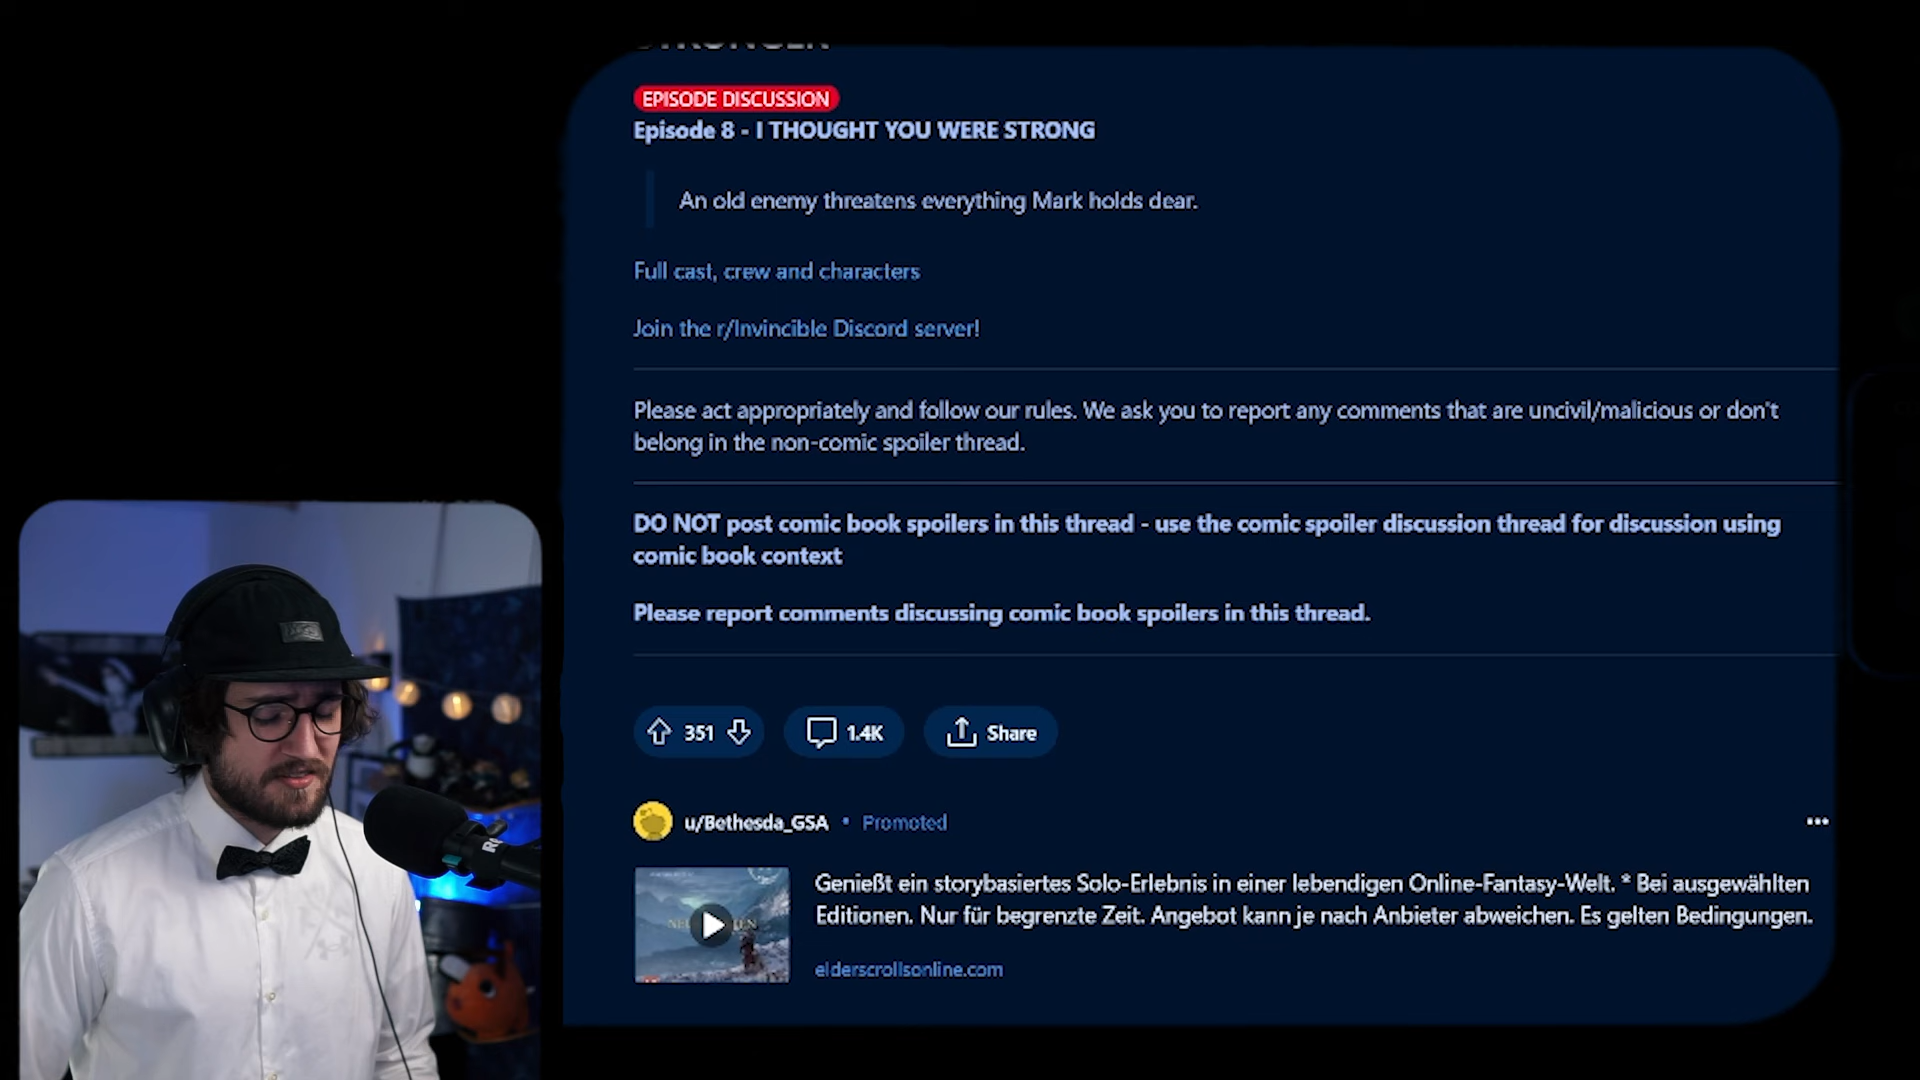 EPISODE DISCUSSION
Episode 8 - I THOUGHT YOU WERE STRONG
An old enemy threatens everything Mark holds dear.
Full cast, crew and characters
Join the r/Invincible Discord server!
Please act appropriately and follow our rules. We ask you to report any comments that are uncivil/malicious or don't
belong in the non-comic spoiler thread.
DO NOT post comic book spoilers in this thread - use the comic spoiler discussion thread for discussion using
comic book context
Please report comments discussing comic book spoilers in this thread.
351 1.4K Share
u/Bethesda_GSA • Promoted
Genießt ein storybasiertes Solo-Erlebnis in einer lebendigen Online-Fantasy-Welt. * Bei ausgewählten
Editionen. Nur für begrenzte Zeit. Angebot kann je nach Anbieter abweichen. Es gelten Bedingungen.
elderscrollsonline.com